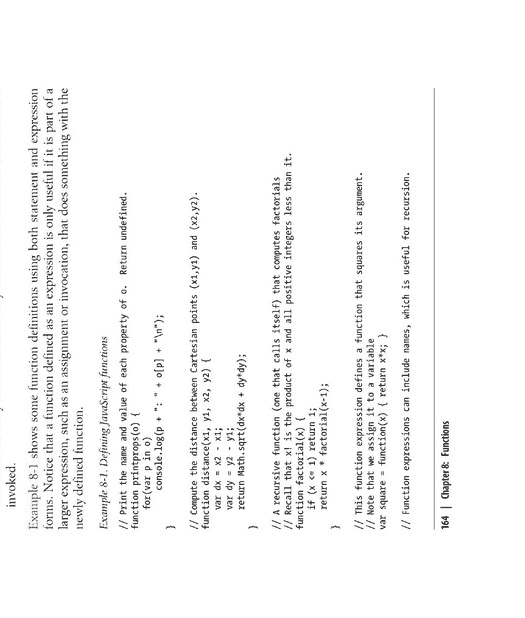 invoked.
Example 8-1 shows some function definitions using both statement and expression
forms. Notice that a function defined as an expression is only useful if it is part of a
larger expression, such as an assignment or invocation, that does something with the
newly defined function.
Example 8-1. Defining JavaScript functions
// Print the name and value of each property of o.  Return undefined.
function printprops(o) {
    for(var p in o)
        console.log(p + ": " + o[p] + "\n");
}
// Compute the distance between Cartesian points (x1,y1) and (x2,y2).
function distance(x1, y1, x2, y2) {
    var dx = x2 - x1;
    var dy = y2 - y1;
    return Math.sqrt(dx*dx + dy*dy);
}
// A recursive function (one that calls itself) that computes factorials
// Recall that x! is the product of x and all positive integers less than it.
function factorial(x) {
    if (x <= 1) return 1;
    return x * factorial(x-1);
}
// This function expression defines a function that squares its argument.
// Note that we assign it to a variable
var square = function(x) { return x*x; }
// Function expressions can include names, which is useful for recursion.
164 | Chapter 8: Functions